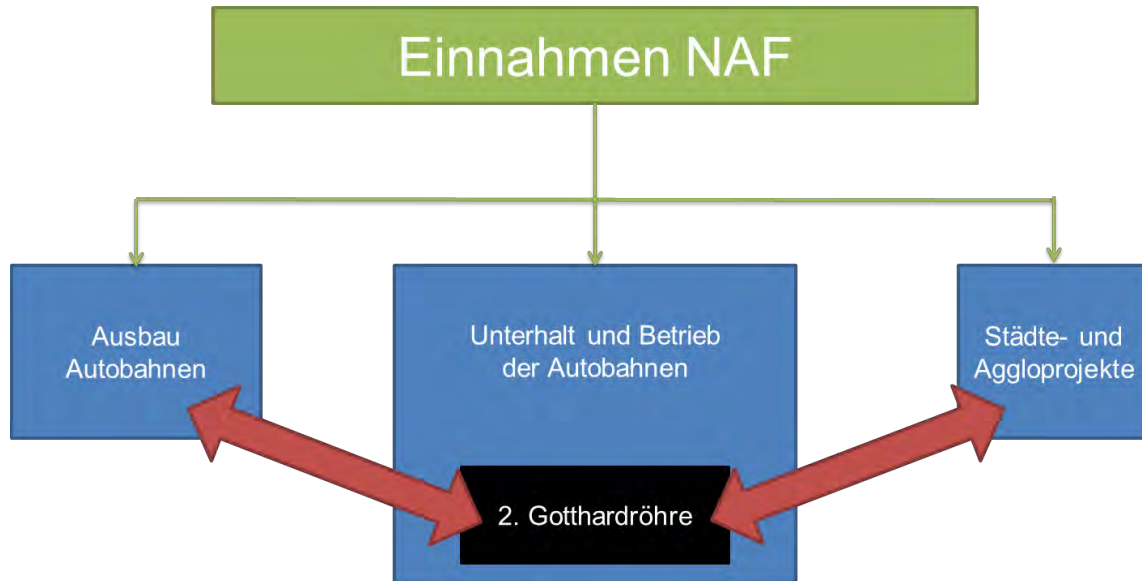 Einnahmen NAF
Ausbau
Autobahnen
Unterhalt und Betrieb
der Autobahnen
Städte- und
Aggloprojekte
2. Gotthardröhre